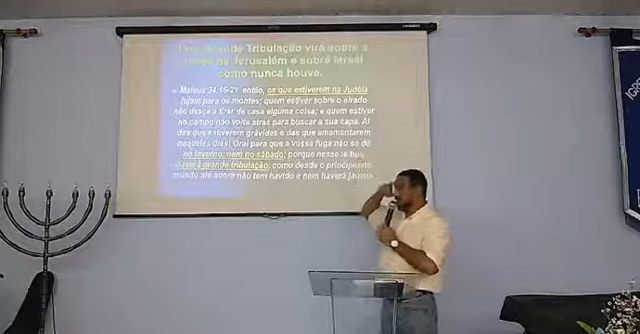 Uma Grande Tribulação virá sobre a
de Jerusalém e sobre Israel
como nunca houve.
Mateus 24:16-21 então, os que estiverem na Judéia
fujam para os montes; quem estiver sobre o eirado
não desça a tirar de casa alguma coisa; e quem estiver
no campo não volte atrás para buscar a sua capa. Ai
das que estiverem grávidas e das que amamentarem
naqueles dias! Orai para que a vossa fuga não se dê
no inverno, nem no sábado; porque nesse
haverá grande tribulação, como desde o principio do
mundo até agora não tem havido e nem haverá jamais.
IGRE